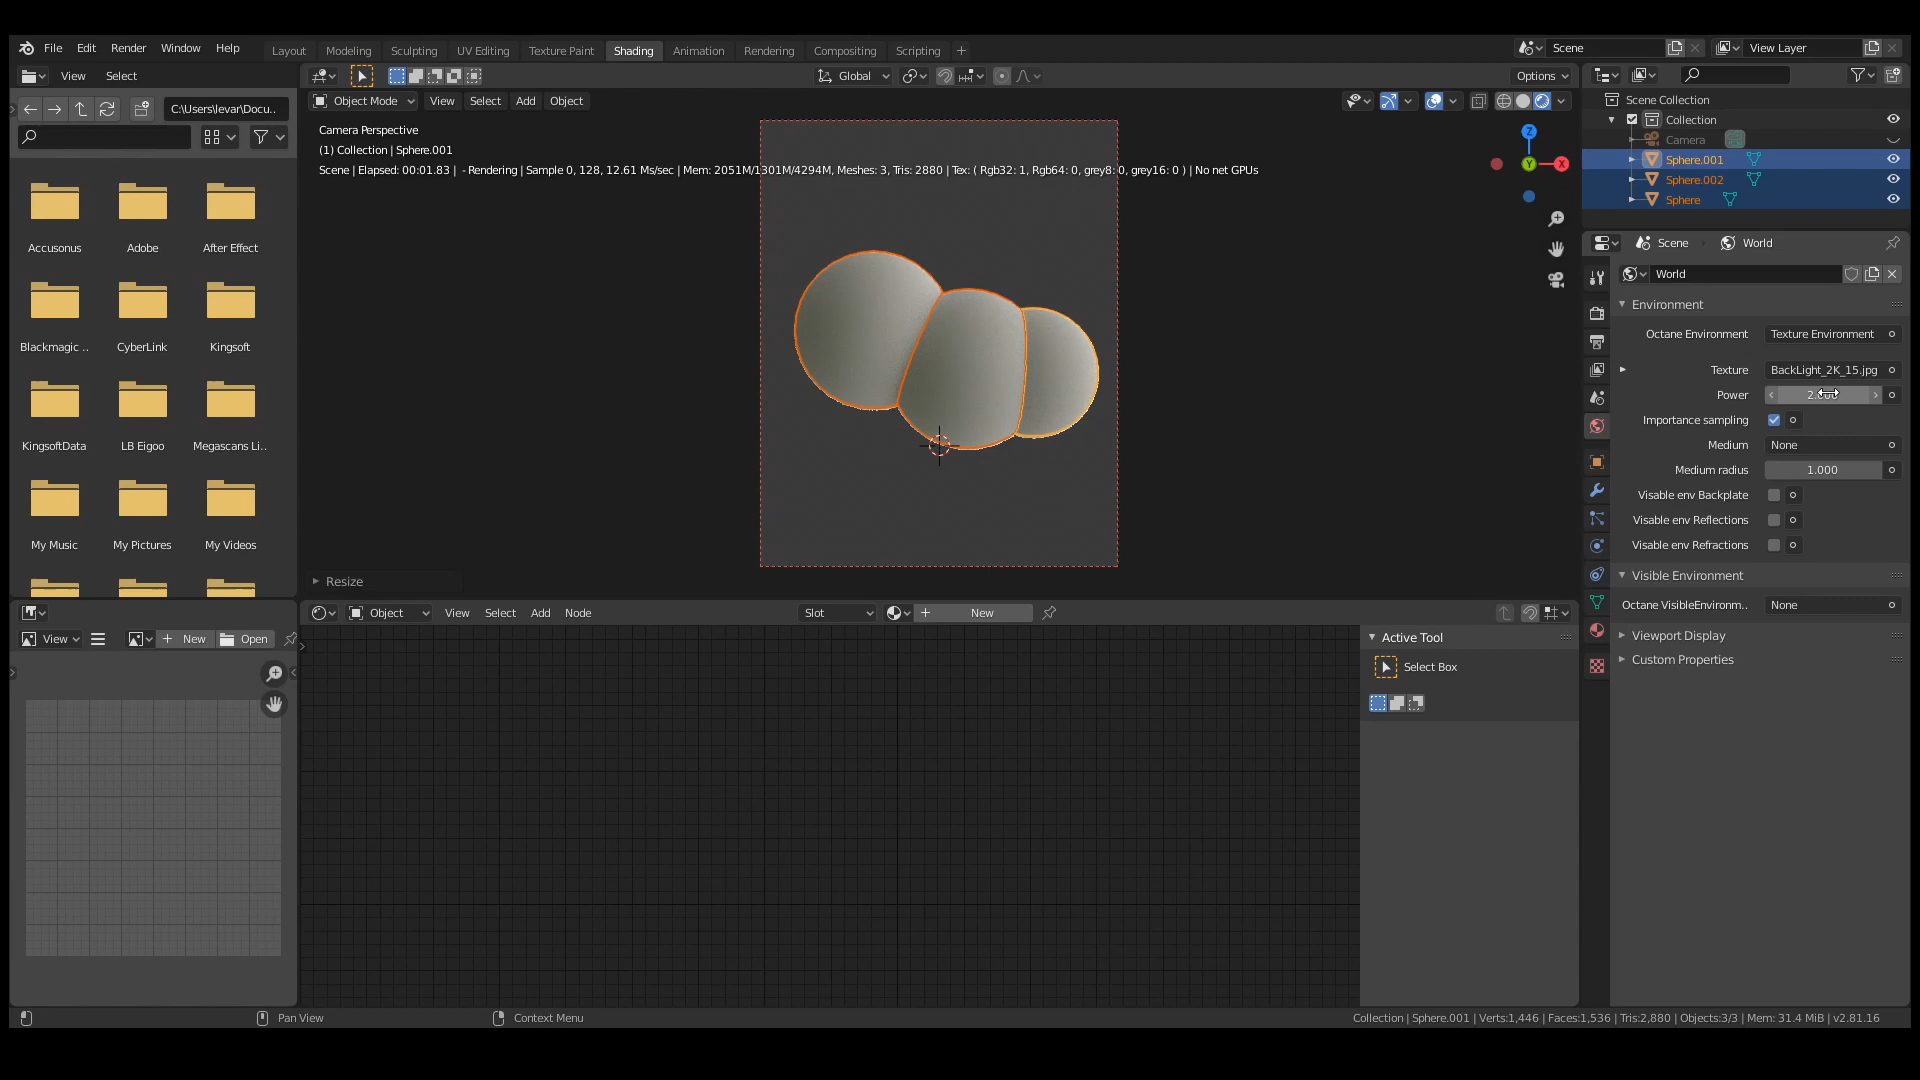 File Edit Render Window Help
Layout Modeling Sculpting UV Editing Texture Paint Shading Animation Rendering Compositing Scripting +
Scene
View Layer
View Select
Global
Options
C:\Users\levar\Docu..
Object Mode View Select Add Object
Camera Perspective
(1) Collection | Sphere.001
Scene | Elapsed: 00:01.83 | - Rendering | Sample 0, 128, 12.61 Ms/sec | Mem: 2051M/1301M/4294M, Meshes: 3, Tris: 2880 | Tex: ( Rgb32: 1, Rgb64: 0, grey8: 0, grey16: 0 ) | No net GPUs
Z
Y
X
Accusonus Adobe After Effect
Blackmagic .. CyberLink Kingsoft
KingsoftData LB Eigoo Megascans Li..
My Music My Pictures My Videos
Resize
Scene Collection
Collection
Camera
Sphere.001
Sphere.002
Sphere
Scene World
World
Environment
Octane Environment Texture Environment
Texture BackLight_2K_15.jpg
Power
Importance sampling
Medium None
Medium radius 1.000
Visable env Backplate
Visable env Reflections
Visable env Refractions
Visible Environment
Octane VisibleEnvironm.. None
Viewport Display
Custom Properties
Object View Select Add Node
Slot
+ New
View
+ New Open
Active Tool
Select Box
Pan View
Context Menu
Collection | Sphere.001 | Verts:1,446 | Faces:1,536 | Tris:2,880 | Objects:3/3 | Mem: 31.4 MiB | v2.81.16